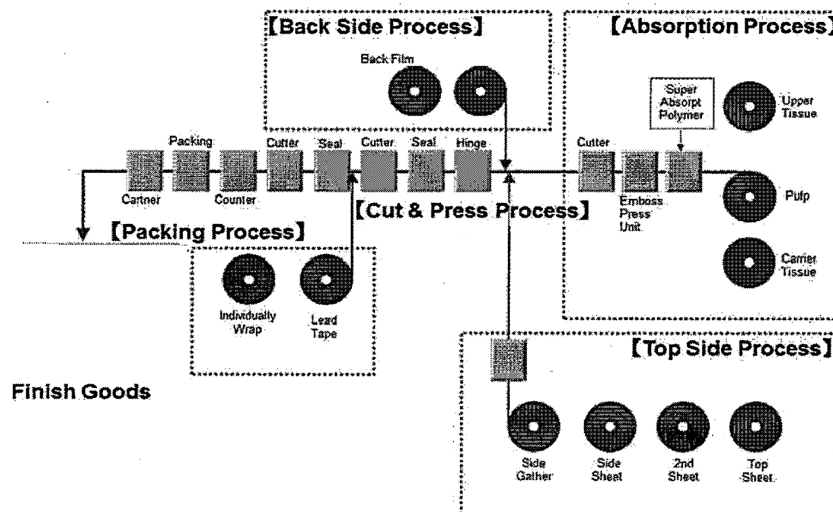 【Back Side Process】
【Absorption Process】
Back Film
Super
Absorpt
Polymer
Upper
Tissue
Packing
Cutter
Seal
Cutter
Seal
Hinge
Cutter
Cartner
Counter
Emboss
Press
Unit
Pulp
【Cut & Press Process】
【Packing Process】
Carrier
Tissue
Individually
Wrap
Lead
Tape
【Top Side Process】
Finish Goods
Side
Gather
Side
Sheet
2nd
Sheet
Top
Sheet